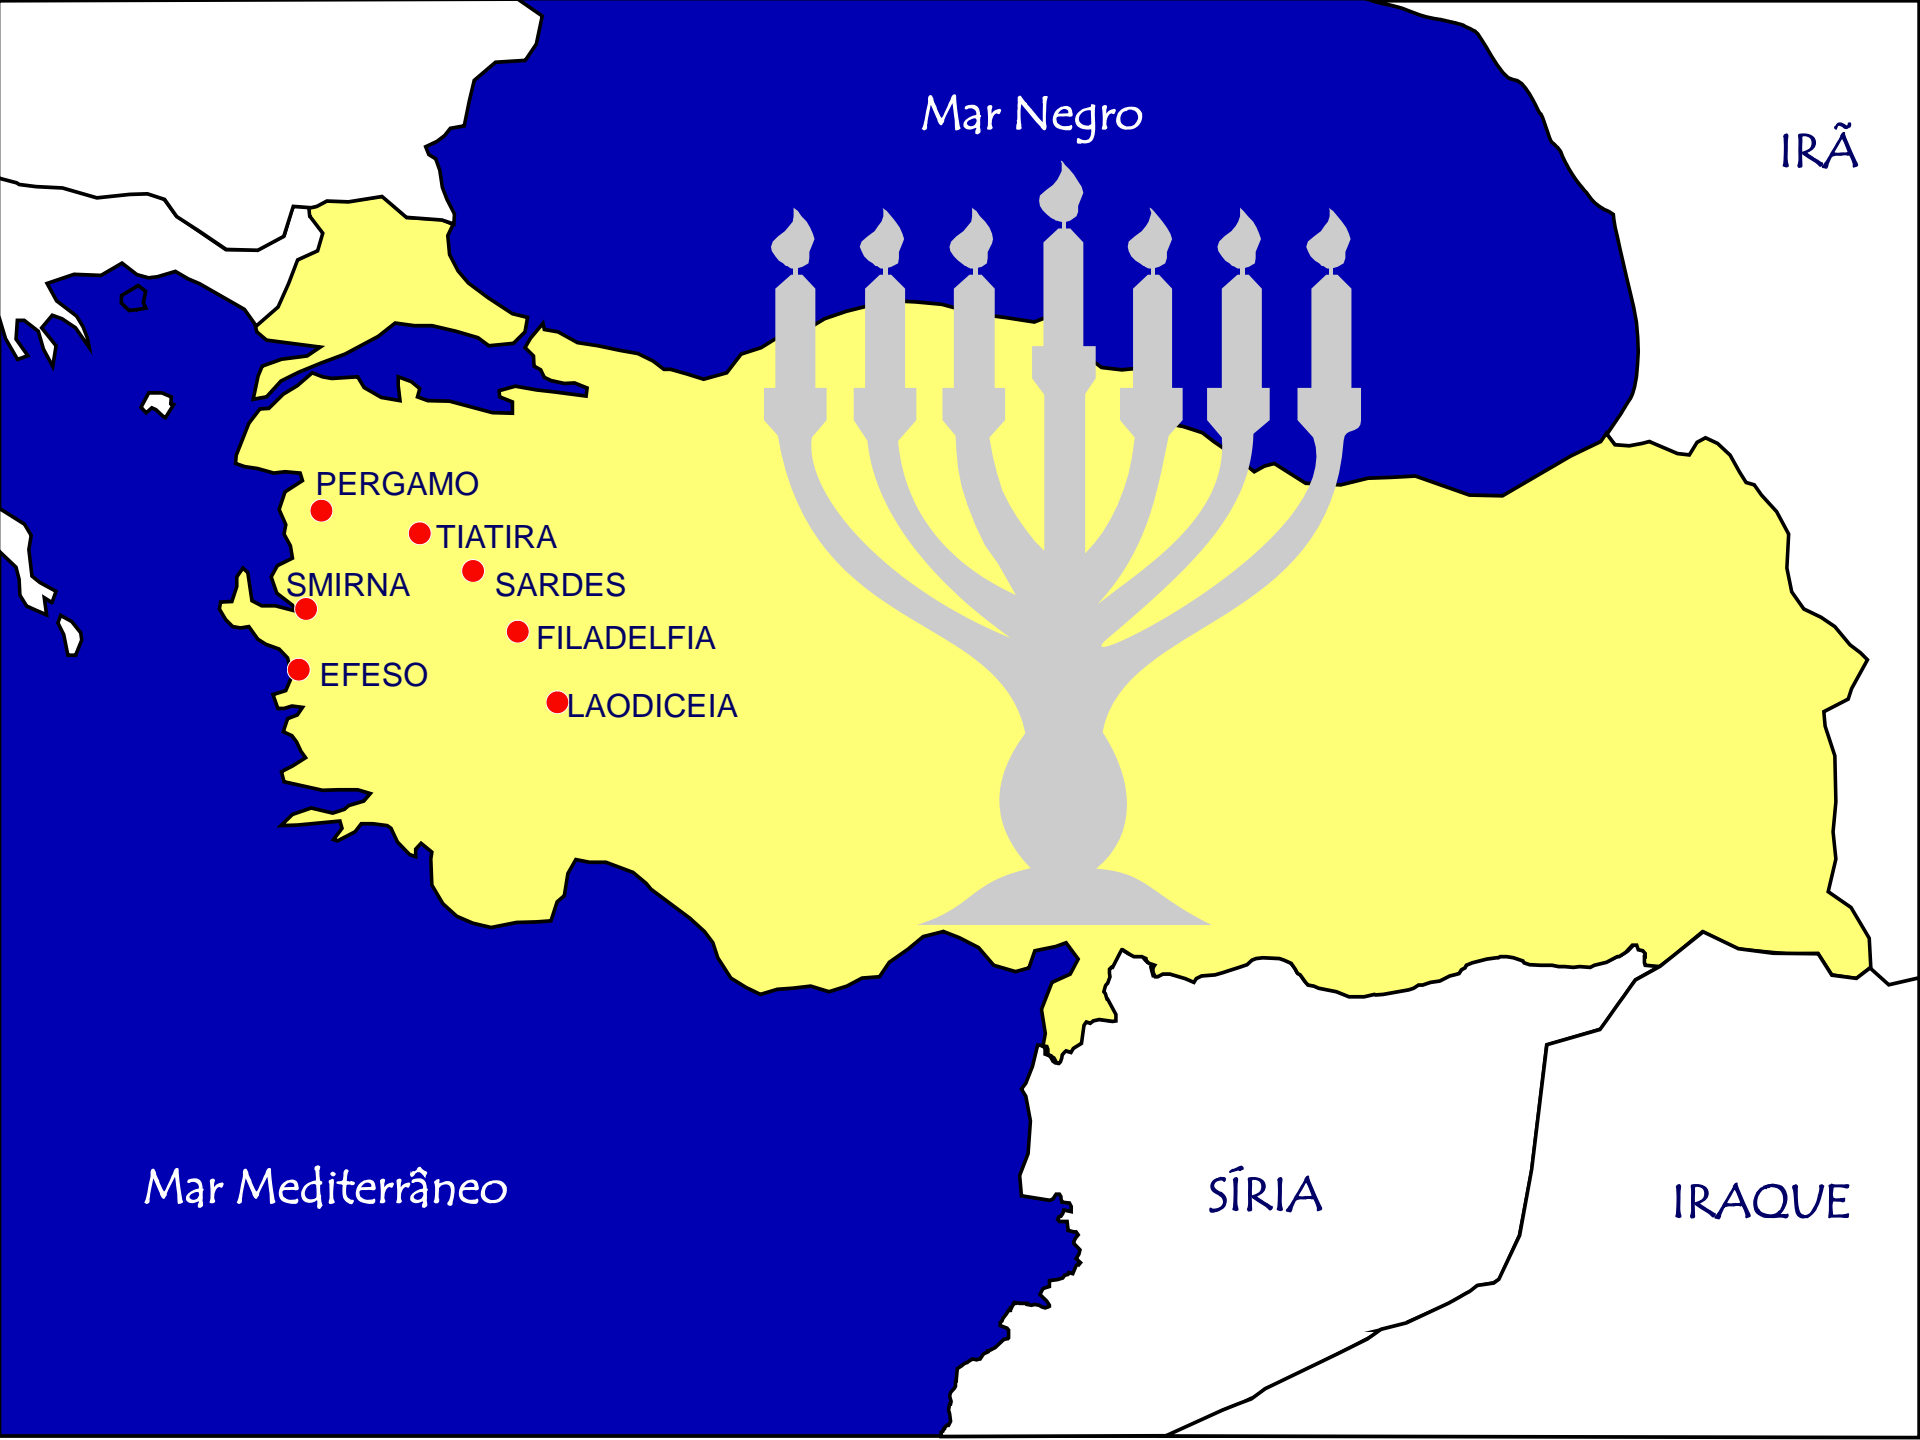 Mar Negro
IRÃ
PERGAMO
TIATIRA
SMIRNA
SARDES
FILADELFIA
EFESO
LAODICEIA
Mar Mediterrâneo
SÍRIA
IRAQUE